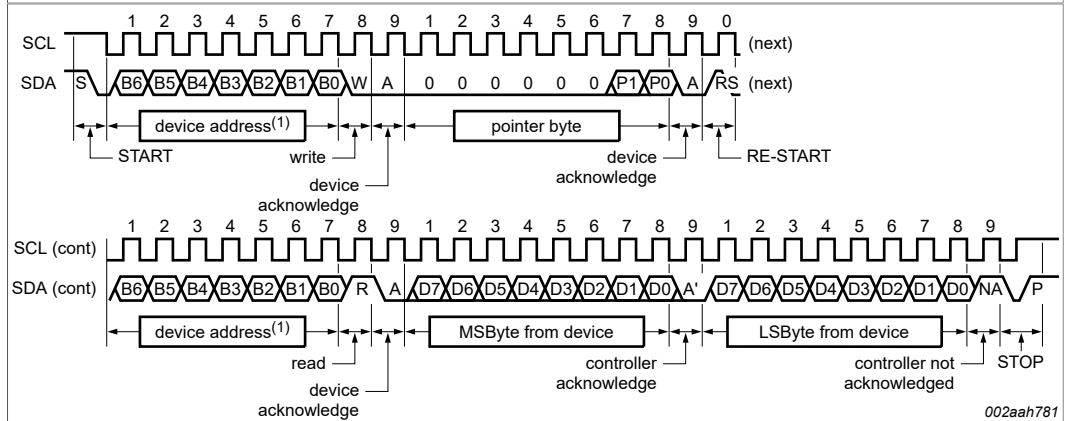 1 2 3 4 5 6 7 8 9 1 2 3 4 5 6 7 8 9 0
SCL (next)
SDA S B6 B5 B4 B3 B2 B1 B0 W A 0 0 0 0 0 0 P1 P0 A RS (next)
device address(1) pointer byte
START write device RE-START
device acknowledge
acknowledge
1 2 3 4 5 6 7 8 9 1 2 3 4 5 6 7 8 9 1 2 3 4 5 6 7 8 9
SCL (cont)
SDA (cont) B6 B5 B4 B3 B2 B1 B0 R A D7 D6 D5 D4 D3 D2 D1 D0 A' D7 D6 D5 D4 D3 D2 D1 D0 NA P
device address(1) MSByte from device LSByte from device
read controller controller not STOP
device acknowledge acknowledged
acknowledge
002aah781